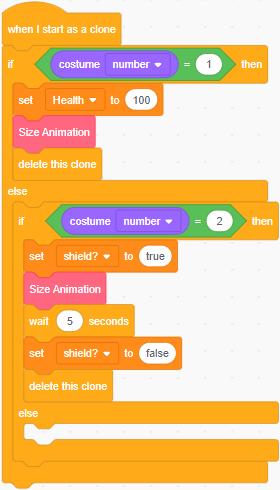 when I start as a clone
if costume number = 1 then
set Health to 100
Size Animation
delete this clone
else
if costume number = 2 then
set shield? to true
Size Animation
wait 5 seconds
set shield? to false
delete this clone
else